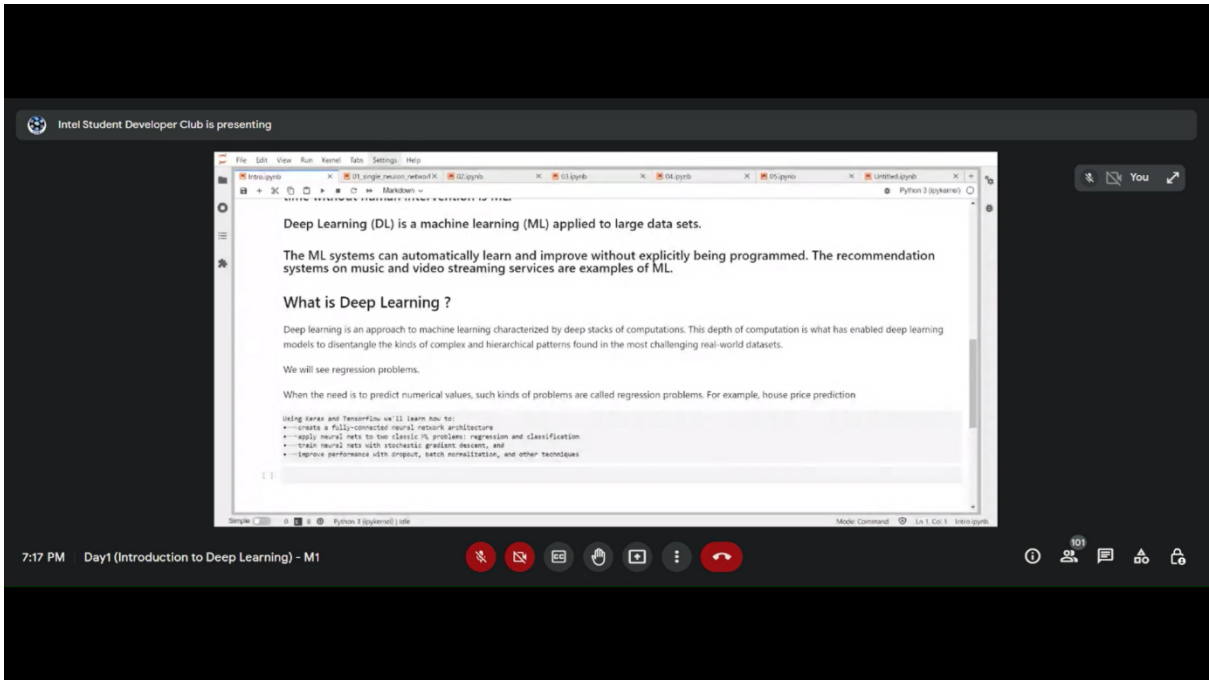 Intel Student Developer Club is presenting
File Edit View Run Kernel Tabs Settings Help
Intro.ipynb × 01_single_neuron_network × 02.ipynb × 03.ipynb × 04.ipynb × 05.ipynb × Untitled.ipynb × +
Markdown
Python 3 (ipykernel)
You
time without human intervention is ML.
Deep Learning (DL) is a machine learning (ML) applied to large data sets.
The ML systems can automatically learn and improve without explicitly being programmed. The recommendation
systems on music and video streaming services are examples of ML.
What is Deep Learning ?
Deep learning is an approach to machine learning characterized by deep stacks of computations. This depth of computation is what has enabled deep learning
models to disentangle the kinds of complex and hierarchical patterns found in the most challenging real-world datasets.
We will see regression problems.
When the need is to predict numerical values, such kinds of problems are called regression problems. For example, house price prediction
Using Keras and Tensorflow we'll learn how to:
create a fully-connected neural network architecture
apply neural nets to two classic ML problems: regression and classification
train neural nets with stochastic gradient descent, and
improve performance with dropout, batch normalization, and other techniques
[ ]
Simple Python 3 (ipykernel) | Idle Mode: Command Ln 1, Col 1 Intro.ipynb
101
7:17 PM Day1 (Introduction to Deep Learning) - M1
CC